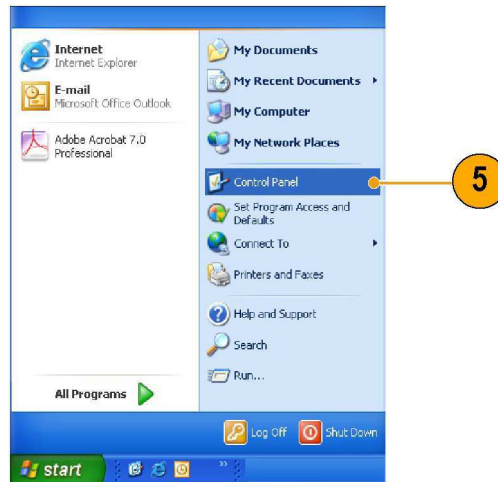 Internet
Internet Explorer
E-mail
Microsoft Office Outlook
Adobe Acrobat 7.0
Professional
All Programs
My Documents
My Recent Documents
My Computer
My Network Places
Control Panel
Set Program Access and
Defaults
Connect To
Printers and Faxes
Help and Support
Search
Run...
5
Log Off
Shut Down
start